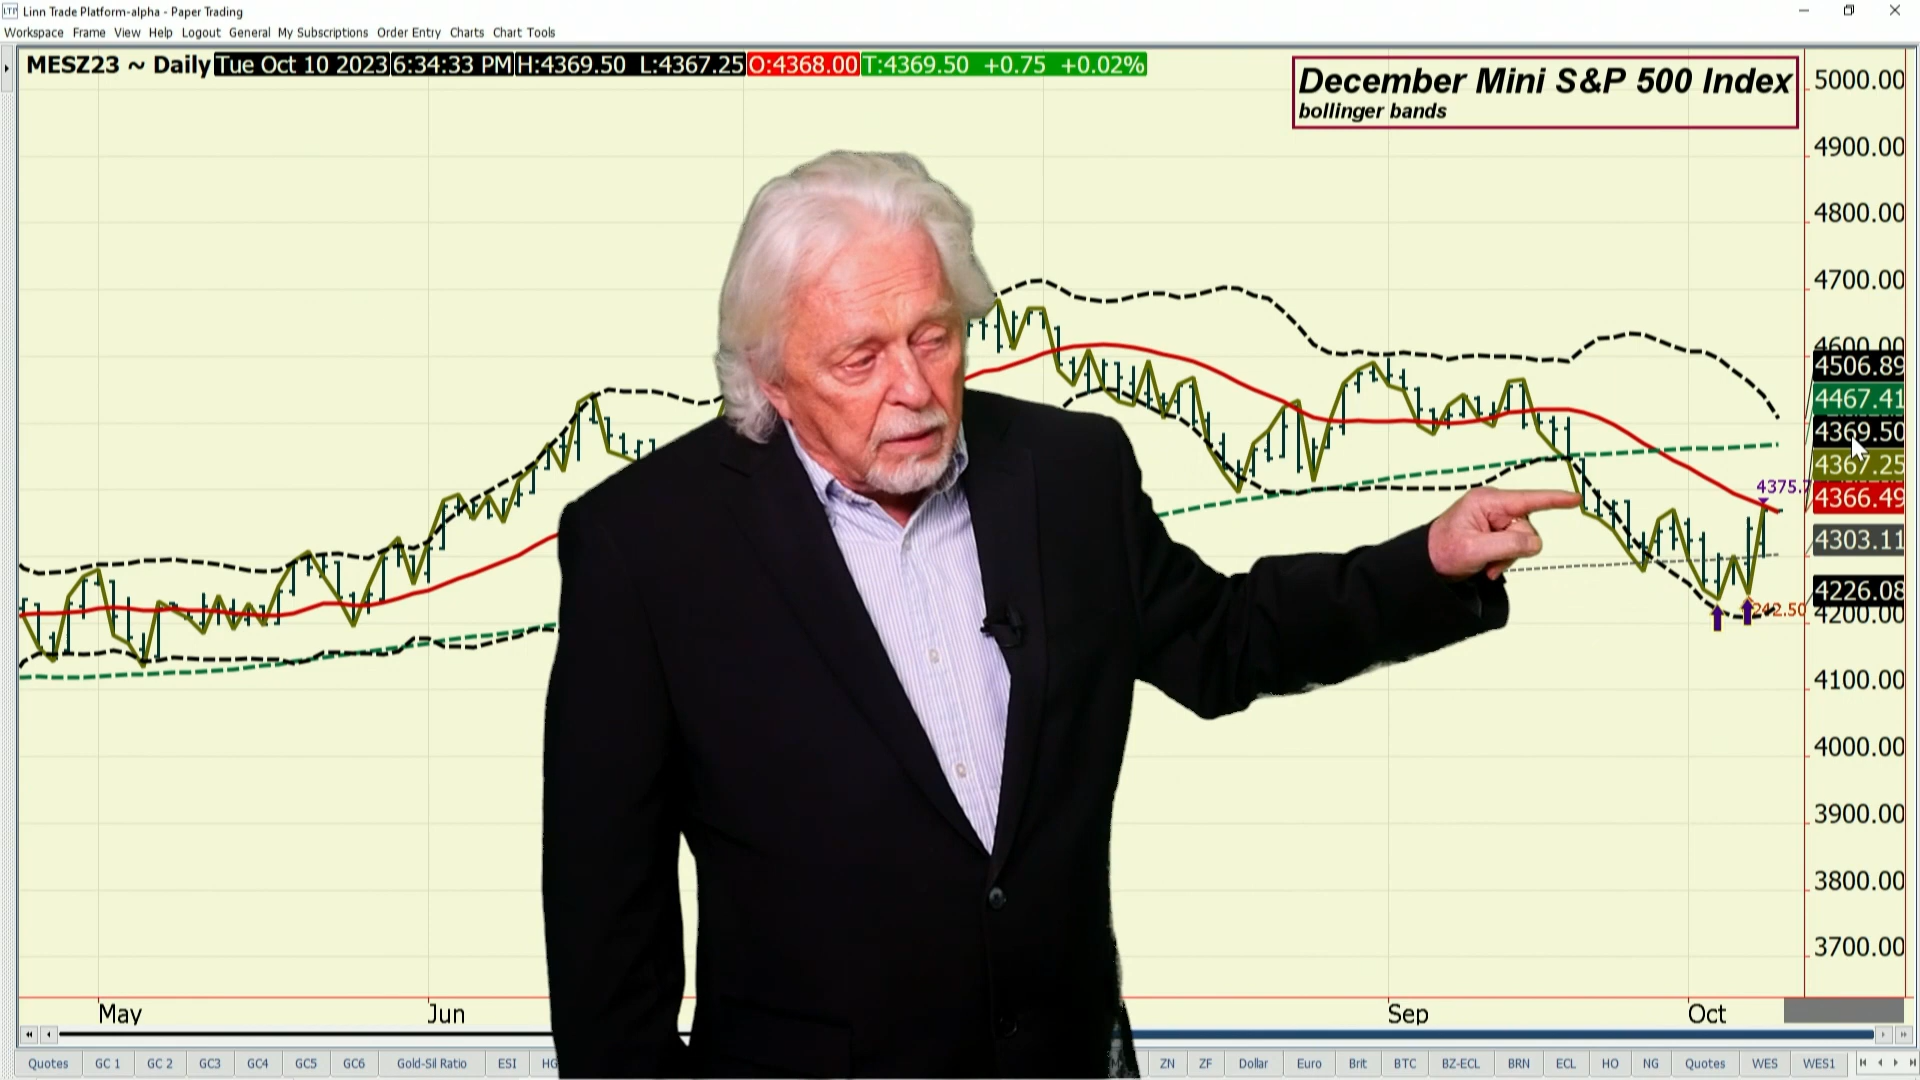 Linn Trade Platform-alpha - Paper Trading
Workspace Frame View Help Logout General My Subscriptions Order Entry Charts Chart Tools
MESZ23 ~ Daily Tue Oct 10 2023 6:34:33 PM H:4369.50 L:4367.25 O:4368.00 T:4369.50 +0.75 +0.02%
December Mini S&P 500 Index
bollinger bands
5000.00
4900.00
4800.00
4700.00
4600.00
4506.89
4467.41
4369.50
4367.25
4366.49
4303.11
4226.08
4200.00
4100.00
4000.00
3900.00
3800.00
3700.00
May Jun Sep Oct
Quotes GC 1 GC 2 GC3 GC4 GC5 GC6 Gold-Sil Ratio ESI HG ZN ZF Dollar Euro Brit BTC BZ-ECL BRN ECL HO NG Quotes WES WES1